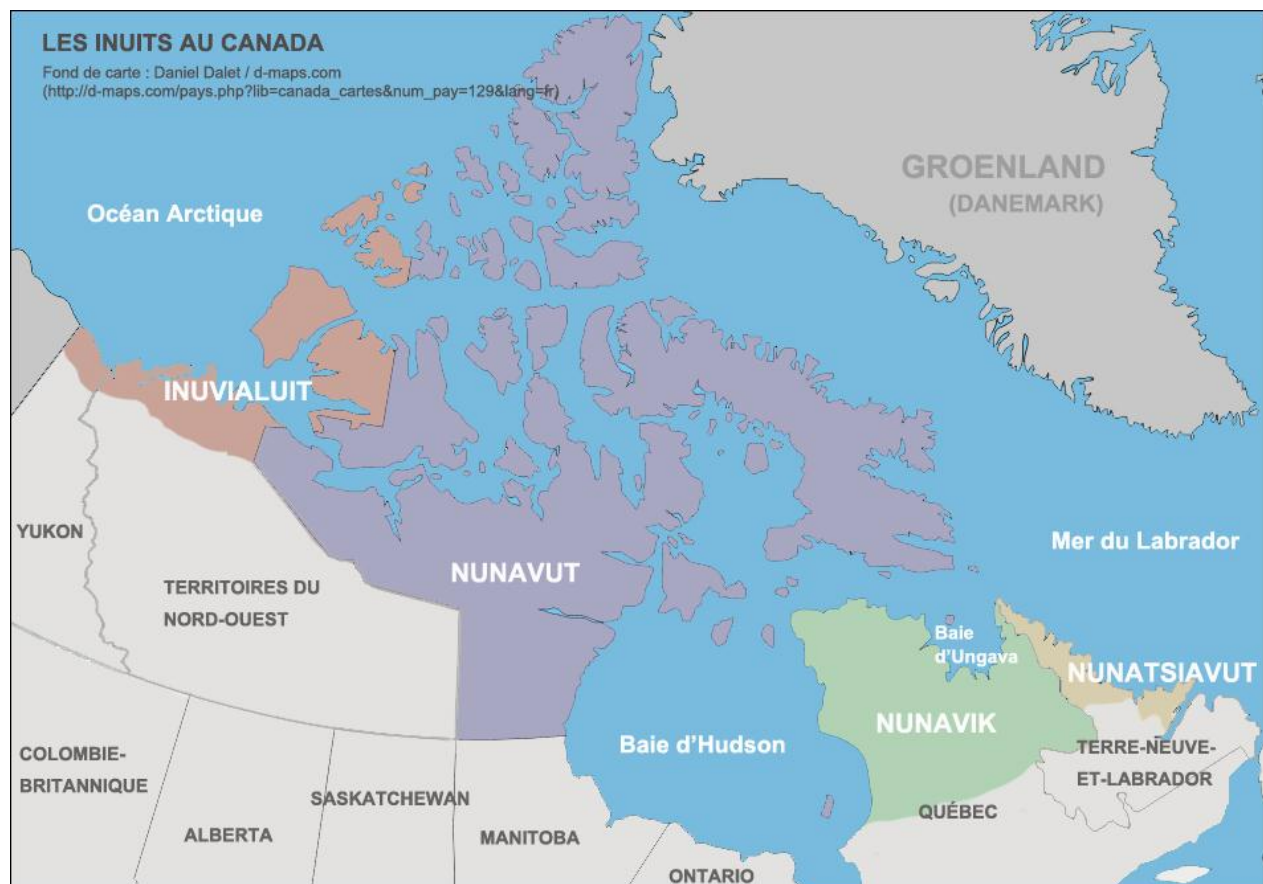 LES INUITS AU CANADA
Fond de carte : Daniel Dalet / d-maps.com
(http://d-maps.com/pays.php?lib=canada_cartes&num_pay=129&lang=fr)
GROENLAND
(DANEMARK)
Océan Arctique
INUVIALUIT
YUKON
Mer du Labrador
NUNAVUT
TERRITOIRES DU
NORD-OUEST
Baie
d'Ungava
NUNATSIAVUT
NUNAVIK
Baie d'Hudson
COLOMBIE-
BRITANNIQUE
TERRE-NEUVE-
ET-LABRADOR
SASKATCHEWAN
QUÉBEC
ALBERTA
MANITOBA
ONTARIO